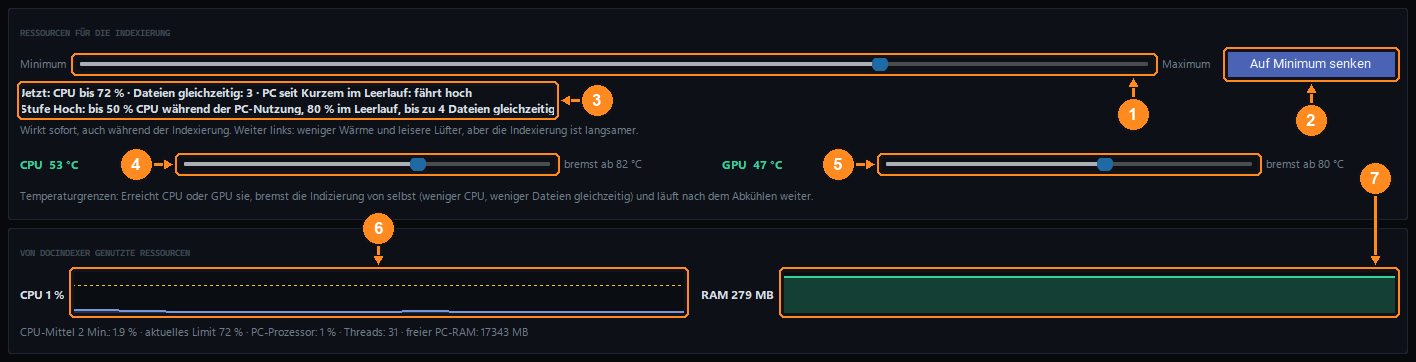 RESSOURCEN FÜR DIE INDEXIERUNG
Minimum Maximum Auf Minimum senken
Jetzt: CPU bis 72 % · Dateien gleichzeitig: 3 · PC seit Kurzem im Leerlauf: fährt hoch
3
Stufe Hoch: bis 50 % CPU während der PC-Nutzung, 80 % im Leerlauf, bis zu 4 Dateien gleichzeitig
1
2
Wirkt sofort, auch während der Indexierung. Weiter links: weniger Wärme und leisere Lüfter, aber die Indexierung ist langsamer.
CPU 53 °C 4 bremst ab 82 °C GPU 47 °C 5 bremst ab 80 °C
7
Temperaturgrenzen: Erreicht CPU oder GPU sie, bremst die Indizierung von selbst (weniger CPU, weniger Dateien gleichzeitig) und läuft nach dem Abkühlen weiter.
6
VON DOCINDEXER GENUTZTE RESSOURCEN
CPU 1 % RAM 279 MB
CPU-Mittel 2 Min.: 1.9 % · aktuelles Limit 72 % · PC-Prozessor: 1 % · Threads: 31 · freier PC-RAM: 17343 MB